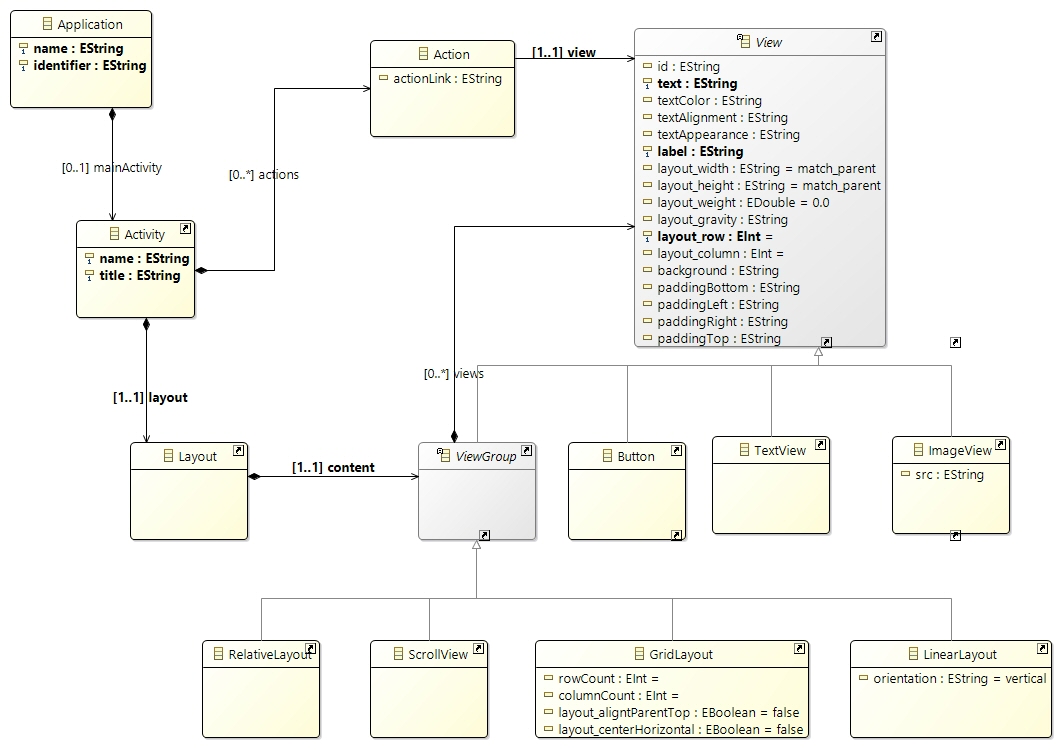 Application
name : EString
identifier : EString
[0..1] mainActivity
Activity
name : EString
title : EString
[0..*] actions
Action
actionLink : EString
[1..1] view
View
id : EString
text : EString
textColor : EString
textAlignment : EString
textAppearance : EString
label : EString
layout_width : EString = match_parent
layout_height : EString = match_parent
layout_weight : EDouble = 0.0
layout_gravity : EString
layout_row : EInt =
layout_column : EInt =
background : EString
paddingBottom : EString
paddingLeft : EString
paddingRight : EString
paddingTop : EString
[1..1] layout
[0..*] views
Layout
[1..1] content
ViewGroup
Button
TextView
ImageView
src : EString
RelativeLayout
ScrollView
GridLayout
rowCount : EInt =
columnCount : EInt =
layout_aligntParentTop : EBoolean = false
layout_centerHorizontal : EBoolean = false
LinearLayout
orientation : EString = vertical